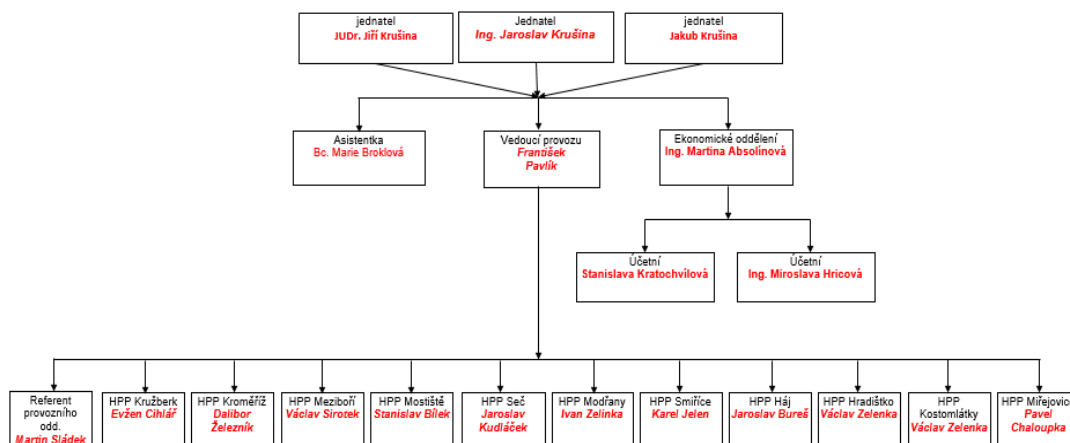 jednatel
JUDr. Jiří Krušina
Jednatel
Ing. Jaroslav Krušina
jednatel
Jakub Krušina
Asistentka
Bc. Marie Broklová
Vedoucí provozu
František
Pavlík
Ekonomické oddělení
Ing. Martina Absolínová
Účetní
Stanislava Kratochvílová
Účetní
Ing. Miroslava Hricová
Referent
provozního
odd.
Martin Sládek
HPP Kružberk
Evžen Cihlář
HPP Kroměříž
Dalibor
Železník
HPP Meziboří
Václav Sirotek
HPP Mostiště
Stanislav Bílek
HPP Seč
Jaroslav
Kudláček
HPP Modřany
Ivan Zelinka
HPP Smiřice
Karel Jelen
HPP Háj
Jaroslav Bureš
HPP Hradištko
Václav Zelenka
HPP
Kostomlátky
Václav Zelenka
HPP Miřejovice
Pavel
Chaloupka